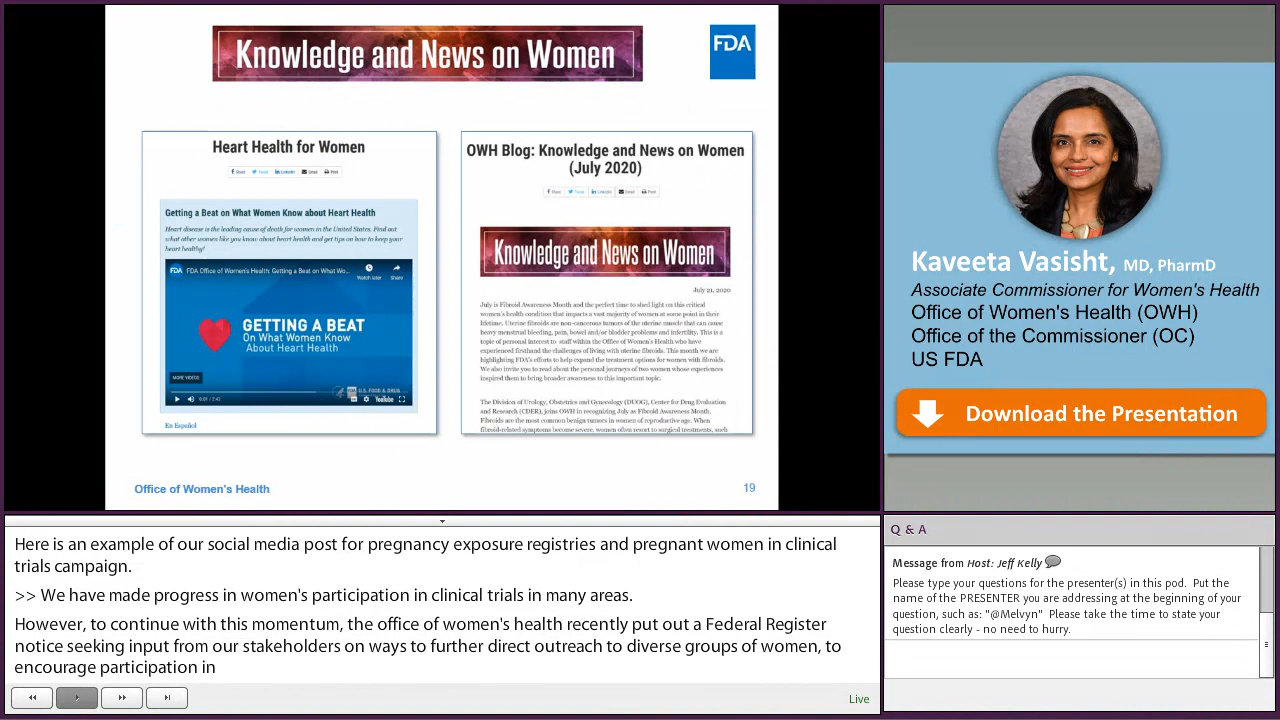 Knowledge and News on Women
FDA
Heart Health for Women
Share
Tweet
Linkedin
Email
Print
Getting a Beat on What Women Know about Heart Health
Heart disease is the leading cause of death for women in the United States. Find out
what other women like you know about heart health and get tips on how to keep your
heart healthy!
FDA
FDA Office of Women's Health: Getting a Beat on What Wo...
Watch later
Share
GETTING A BEAT
On What Women Know
About Heart Health
MORE VIDEOS
U.S. FOOD & DRUG
0:01 / 2:42
YouTube
En Español
OWH Blog: Knowledge and News on Women
(July 2020)
Share
Tweet
Linkedin
Email
Print
Knowledge and News on Women
July 21, 2020
July is Fibroid Awareness Month and the perfect time to shed light on this critical
women's health condition that impacts a vast majority of women at some point in their
lifetime. Uterine fibroids are non-cancerous tumors of the uterine muscle that can cause
heavy menstrual bleeding, pain, bowel and/or bladder problems and infertility. This is a
topic of personal interest to staff within the Office of Women's Health who have
experienced firsthand the challenges of living with uterine fibroids. This month we are
highlighting FDA's efforts to help expand the treatment options for women with fibroids.
We also invite you to read about the personal journeys of two women whose experiences
inspired them to bring broader awareness to this important topic.
The Division of Urology, Obstetrics and Gynecology (DUOG), Center for Drug Evaluation
and Research (CDER), joins OWH in recognizing July as Fibroid Awareness Month.
Fibroids are the most common benign tumors in women of reproductive age. When
fibroid-related symptoms become severe, women often resort to surgical treatments, such
Office of Women's Health
19
Kaveeta Vasisht, MD, PharmD
Associate Commissioner for Women's Health
Office of Women's Health (OWH)
Office of the Commissioner (OC)
US FDA
Download the Presentation
Here is an example of our social media post for pregnancy exposure registries and pregnant women in clinical
trials campaign.
>> We have made progress in women's participation in clinical trials in many areas.
However, to continue with this momentum, the office of women's health recently put out a Federal Register
notice seeking input from our stakeholders on ways to further direct outreach to diverse groups of women, to
encourage participation in
Live
Q & A
Message from Host: Jeff Kelly
Please type your questions for the presenter(s) in this pod. Put the
name of the PRESENTER you are addressing at the beginning of your
question, such as: "@Melvyn" Please take the time to state your
question clearly - no need to hurry.